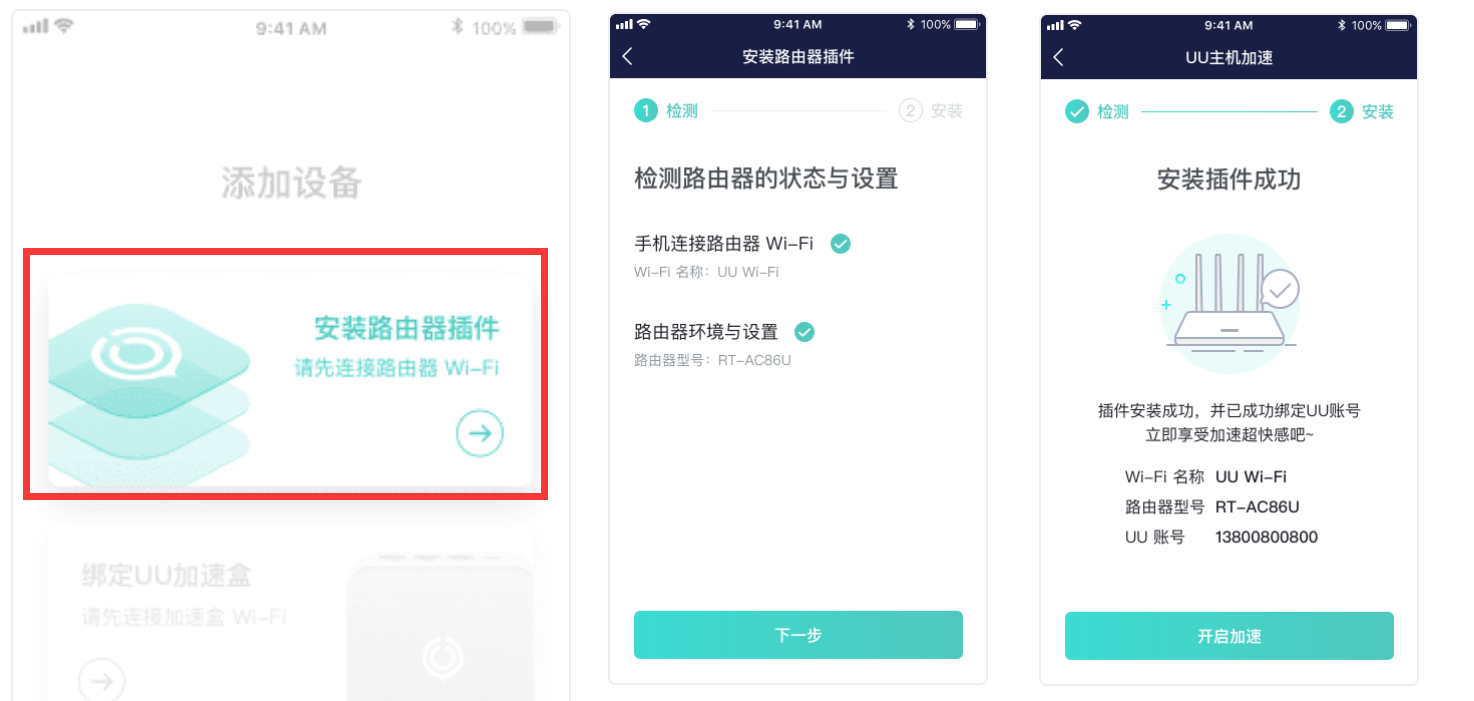 9:41 AM
100%
添加设备
安装路由器插件
请先连接路由器 Wi-Fi
绑定UU加速盒
请先连接加速盒 Wi-Fi
9:41 AM
100%
安装路由器插件
1 检测
2 安装
检测路由器的状态与设置
手机连接路由器 Wi-Fi
Wi-Fi 名称：UU Wi-Fi
路由器环境与设置
路由器型号：RT-AC86U
下一步
9:41 AM
100%
UU主机加速
检测
2 安装
安装插件成功
插件安装成功，并已成功绑定UU账号
立即享受加速超快感吧~
Wi-Fi 名称 UU Wi-Fi
路由器型号 RT-AC86U
UU 账号 13800800800
开启加速